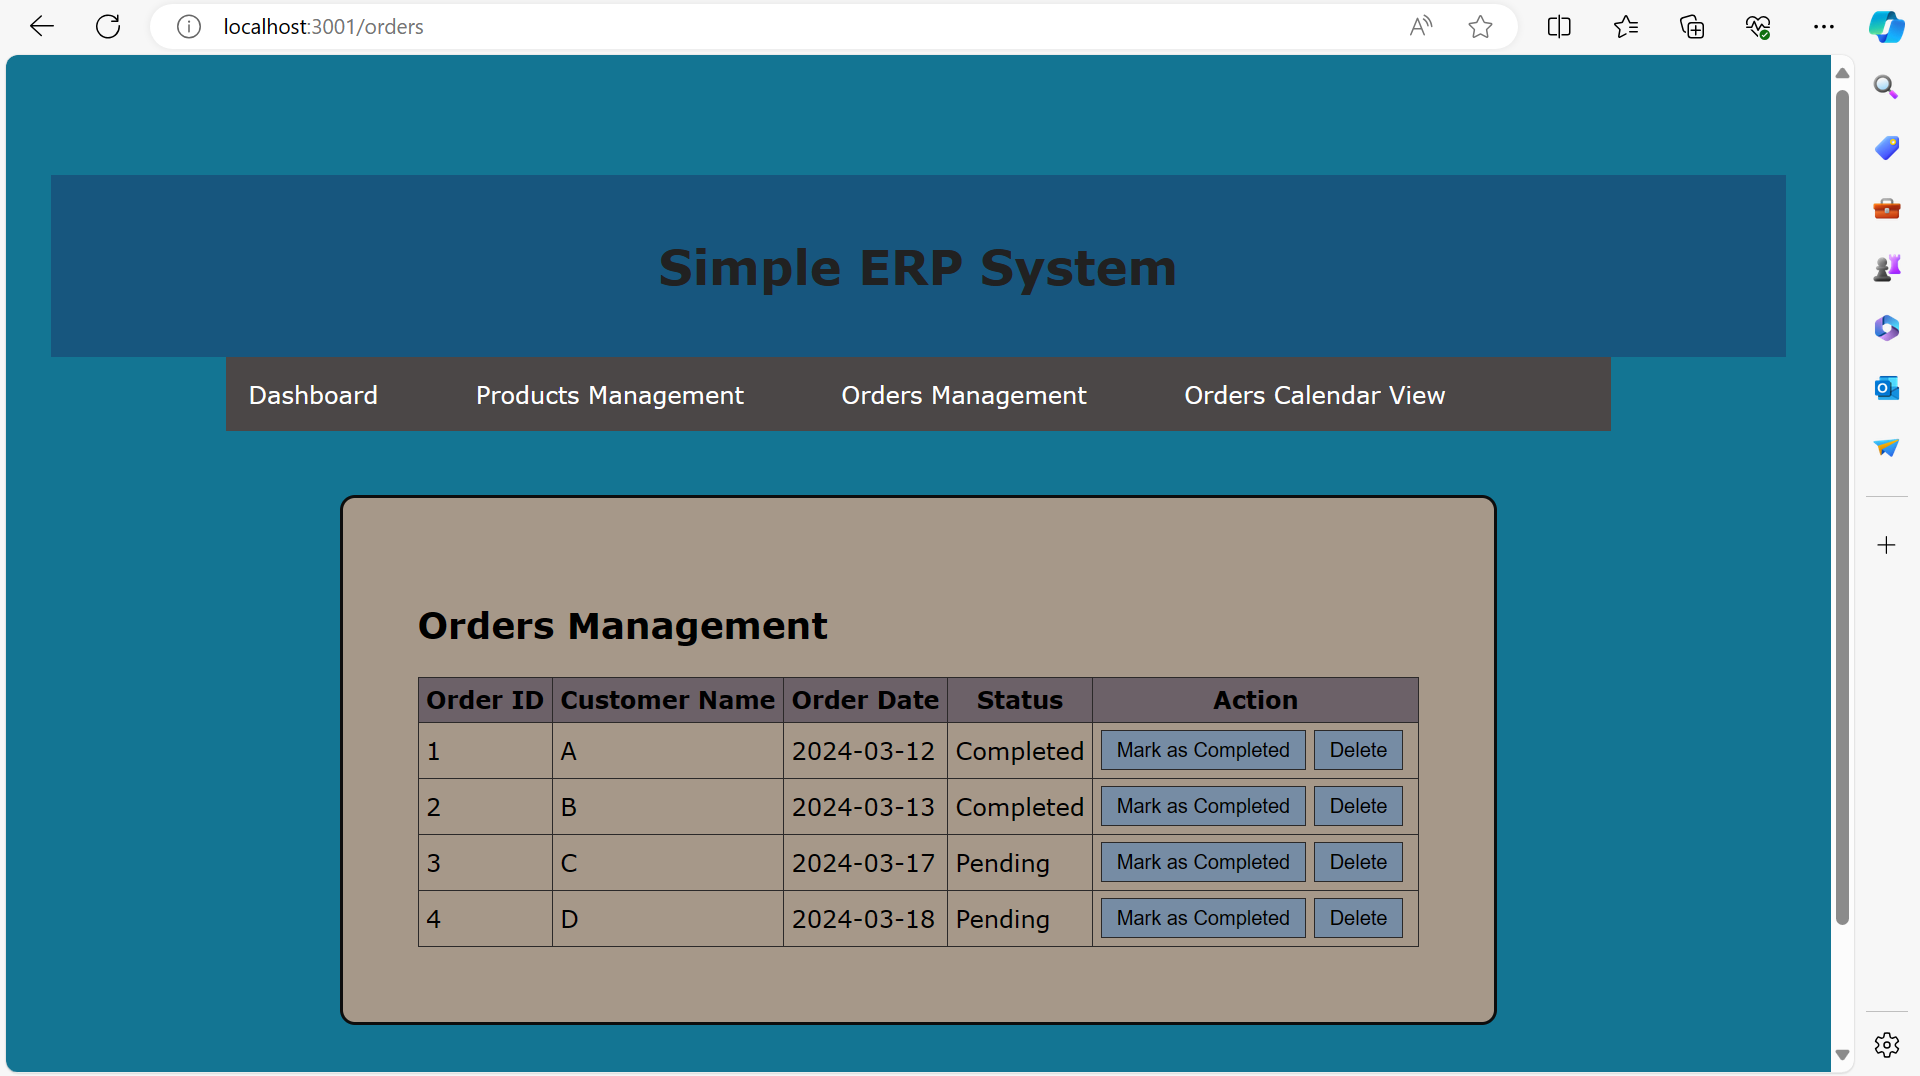 localhost:3001/orders
Simple ERP System
Dashboard Products Management Orders Management Orders Calendar View
Orders Management
Order ID Customer Name Order Date Status Action
1 A 2024-03-12 Completed Mark as Completed Delete
2 B 2024-03-13 Completed Mark as Completed Delete
3 C 2024-03-17 Pending Mark as Completed Delete
4 D 2024-03-18 Pending Mark as Completed Delete